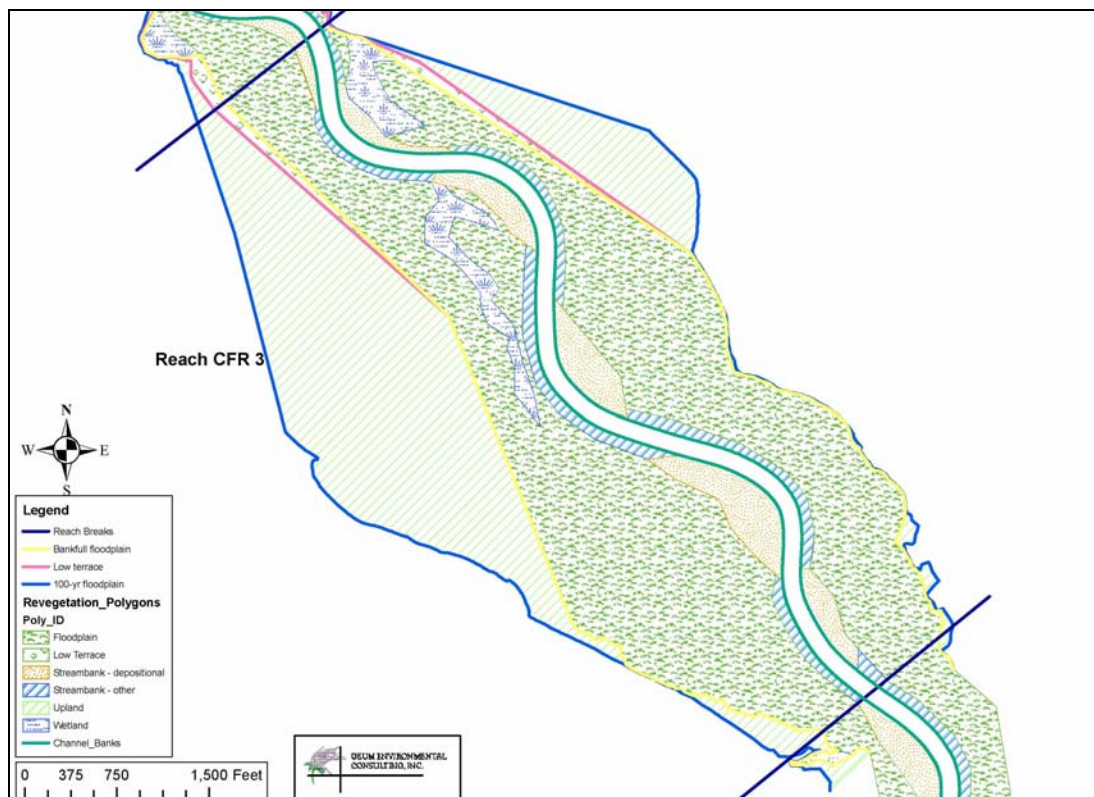 Reach CFR 3
N
W E
S
Legend
Reach Breaks
Bankfull floodplain
Low terrace
100-yr floodplain
Revegetation_Polygons
Poly_ID
Floodplain
Low Terrace
Streambank - depositional
Streambank - other
Upland
Wetland
Channel_Banks
0 375 750 1,500 Feet
ENVIRONMENTAL
CONSULTING, INC.